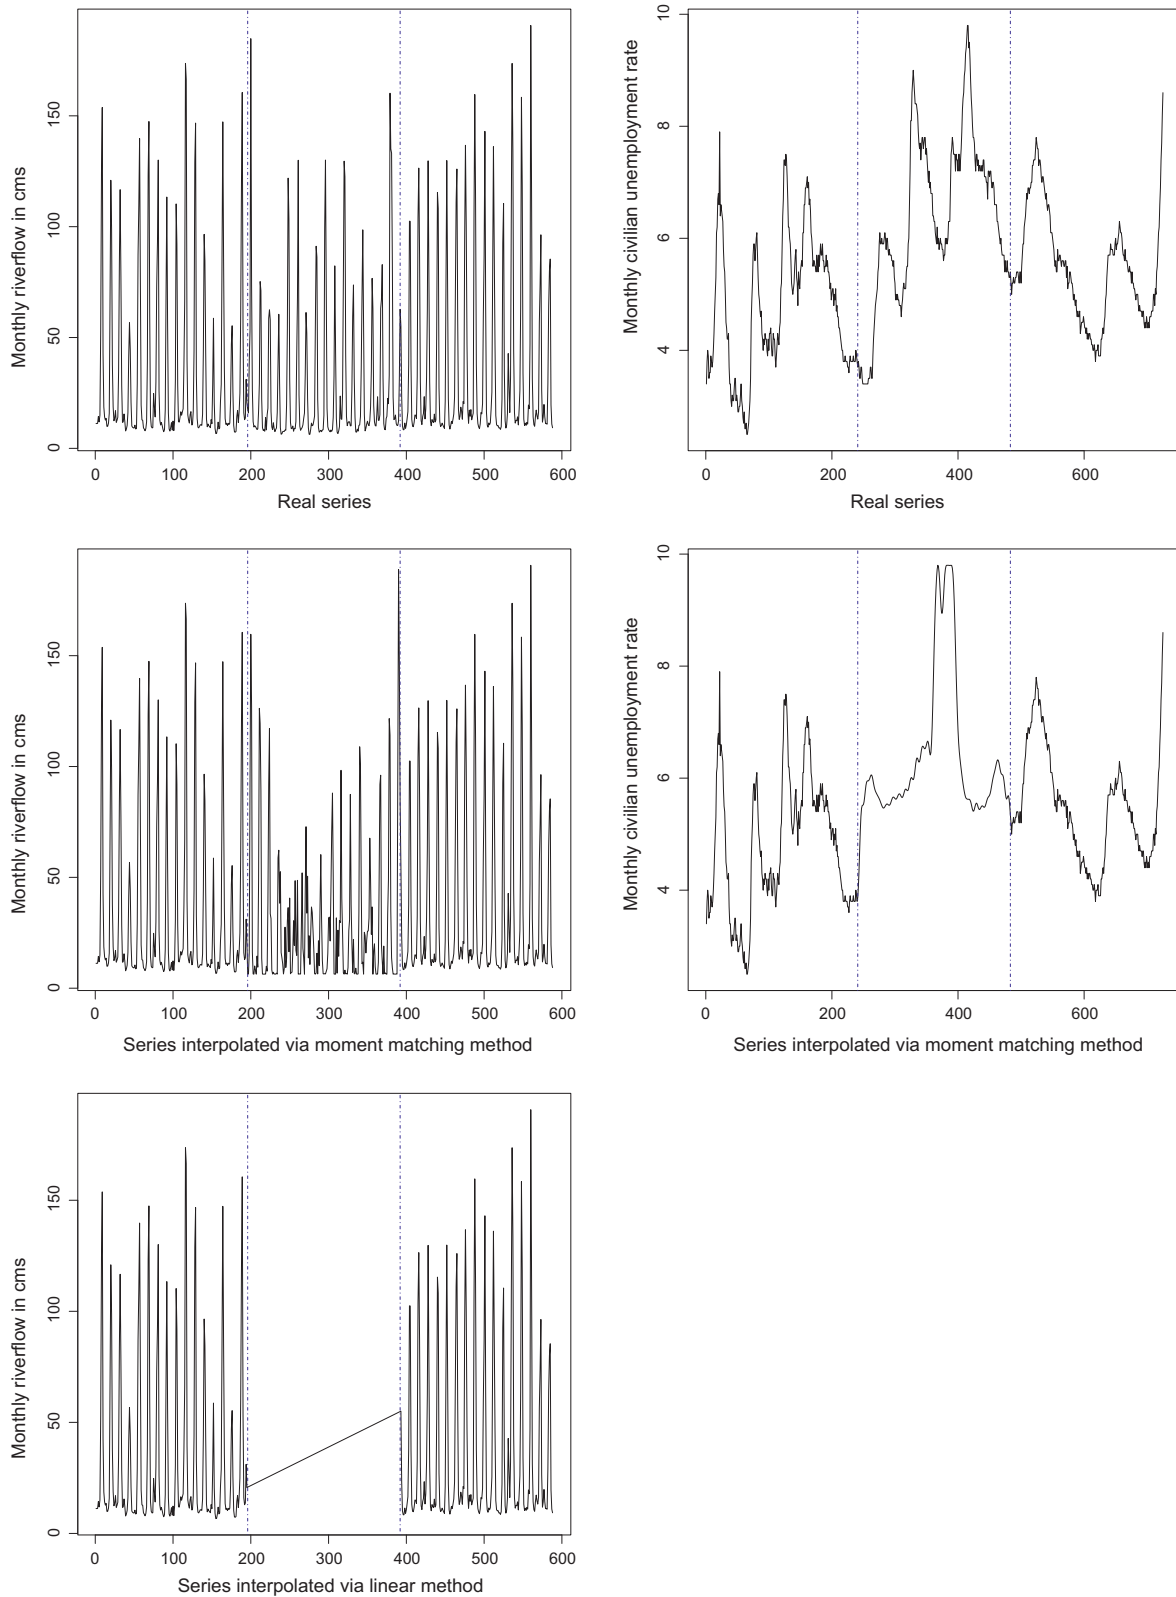 Monthly riverflow in cms
150
100
50
0
0 100 200 300 400 500 600
Real series
Monthly civilian unemployment rate
10
8
6
4
0 200 400 600
Real series
Monthly riverflow in cms
150
100
50
0
0 100 200 300 400 500 600
Series interpolated via moment matching method
Monthly civilian unemployment rate
10
8
6
4
0 200 400 600
Series interpolated via moment matching method
Monthly riverflow in cms
150
100
50
0
0 100 200 300 400 500 600
Series interpolated via linear method